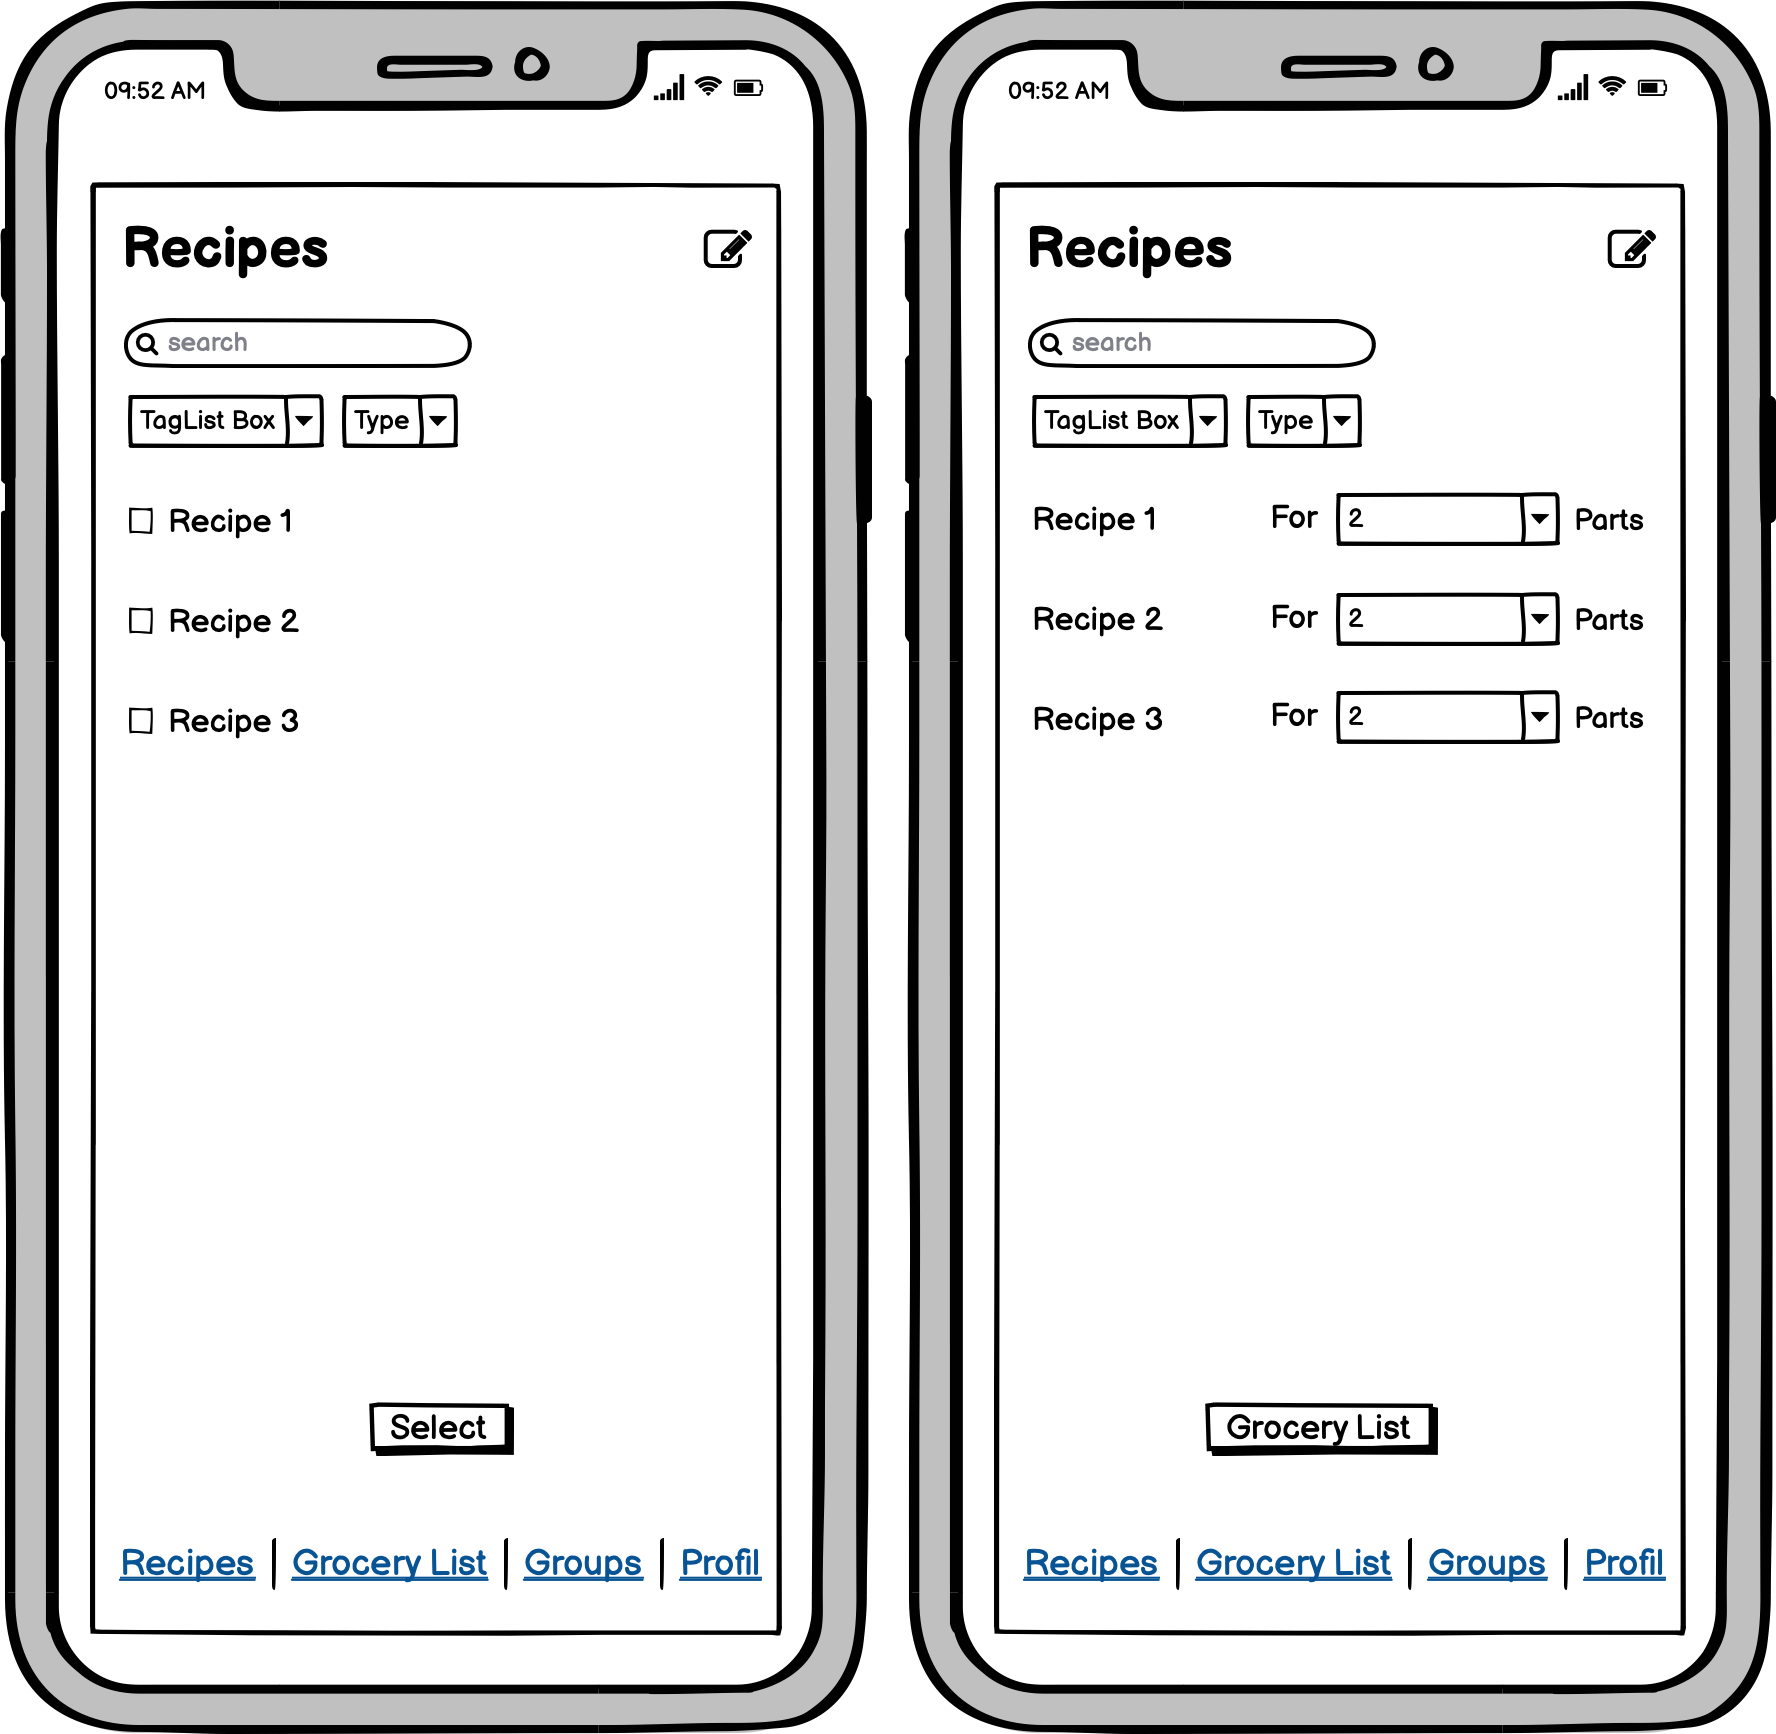 09:52 AM
Recipes
search
TagList Box Type
Recipe 1
Recipe 2
Recipe 3
Select
Recipes Grocery List Groups Profil
09:52 AM
Recipes
search
TagList Box Type
Recipe 1 For 2 Parts
Recipe 2 For 2 Parts
Recipe 3 For 2 Parts
Grocery List
Recipes Grocery List Groups Profil